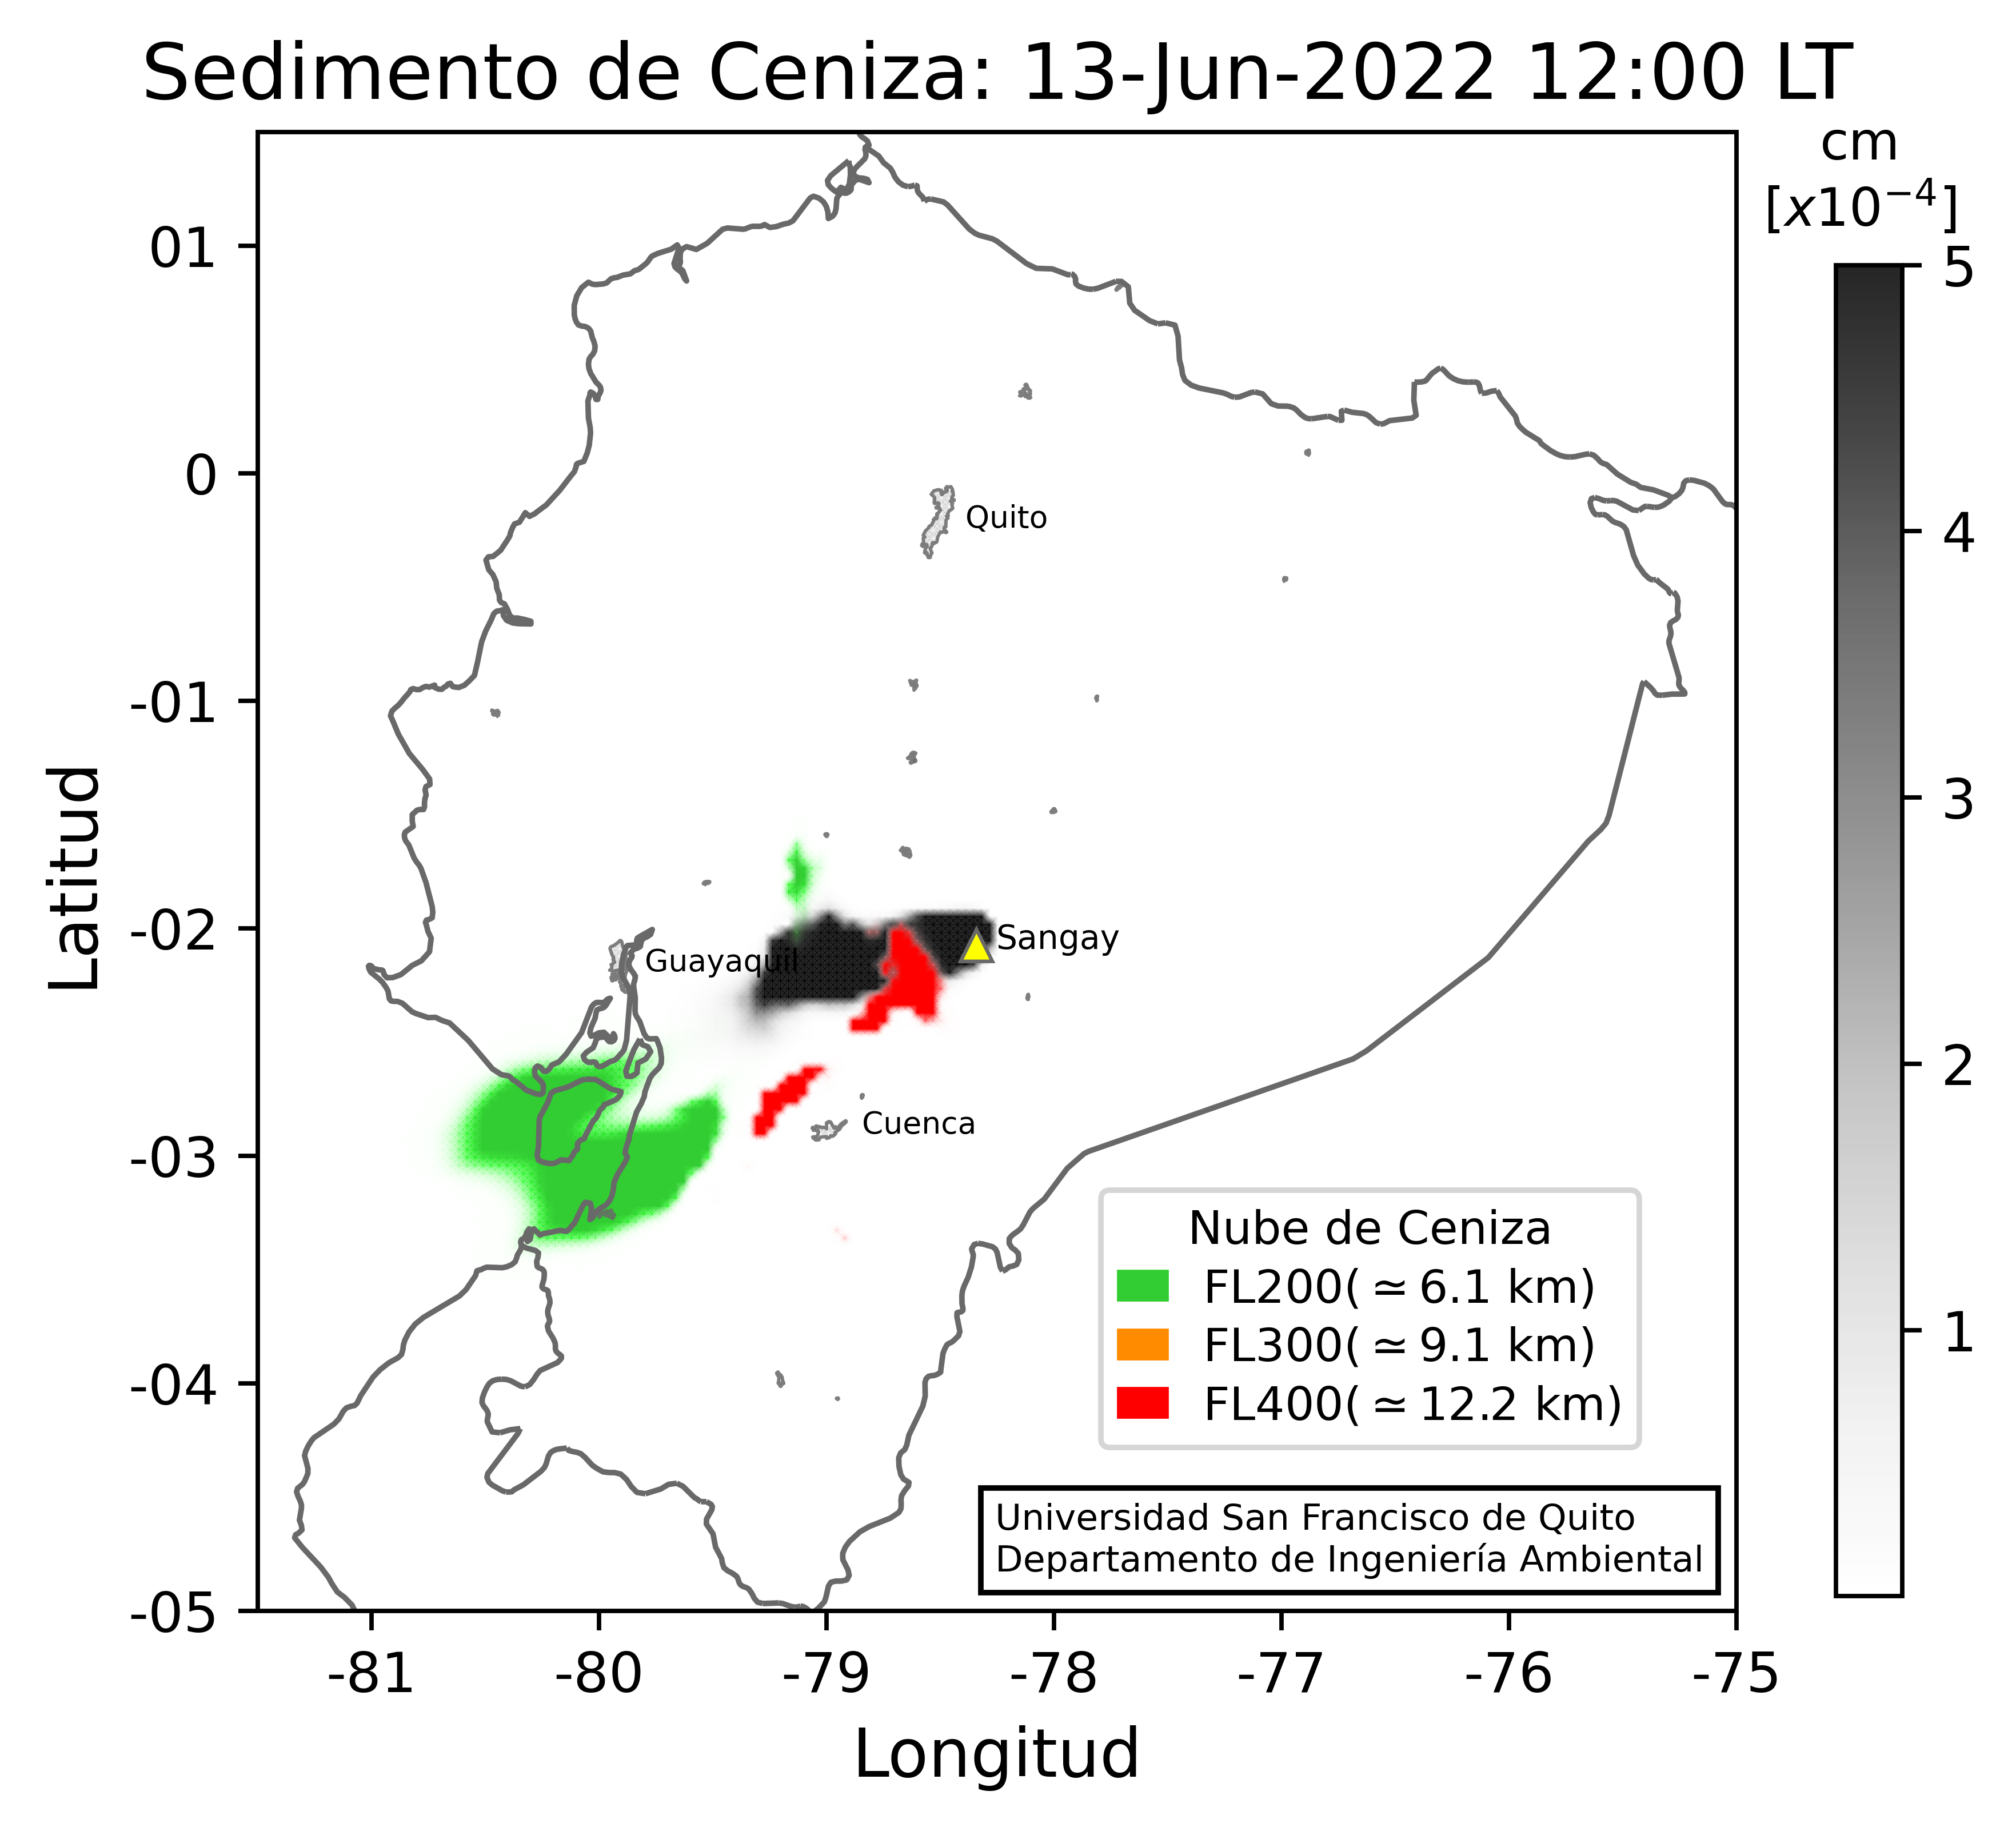 Sedimento de Ceniza: 13-Jun-2022 12:00 LT
cm
[x10⁻⁴]
5
4
3
2
1
Latitud
01
0
-01
-02
-03
-04
-05
Quito
Sangay
Guayaquil
Cuenca
Nube de Ceniza
FL200(≃6.1 km)
FL300(≃9.1 km)
FL400(≃12.2 km)
Universidad San Francisco de Quito
Departamento de Ingeniería Ambiental
-81 -80 -79 -78 -77 -76 -75
Longitud